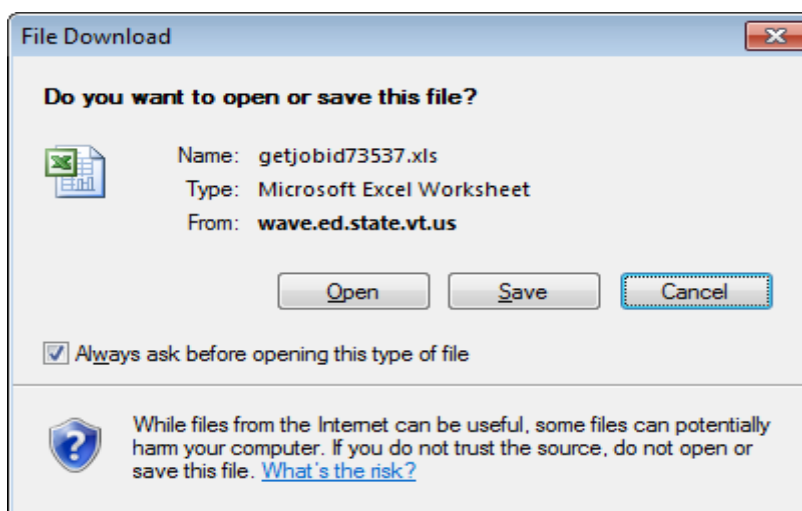 File Download
Do you want to open or save this file?
Name: getjobid73537.xls
Type: Microsoft Excel Worksheet
From: wave.ed.state.vt.us
Open Save Cancel
Always ask before opening this type of file
While files from the Internet can be useful, some files can potentially
harm your computer. If you do not trust the source, do not open or
save this file. What's the risk?